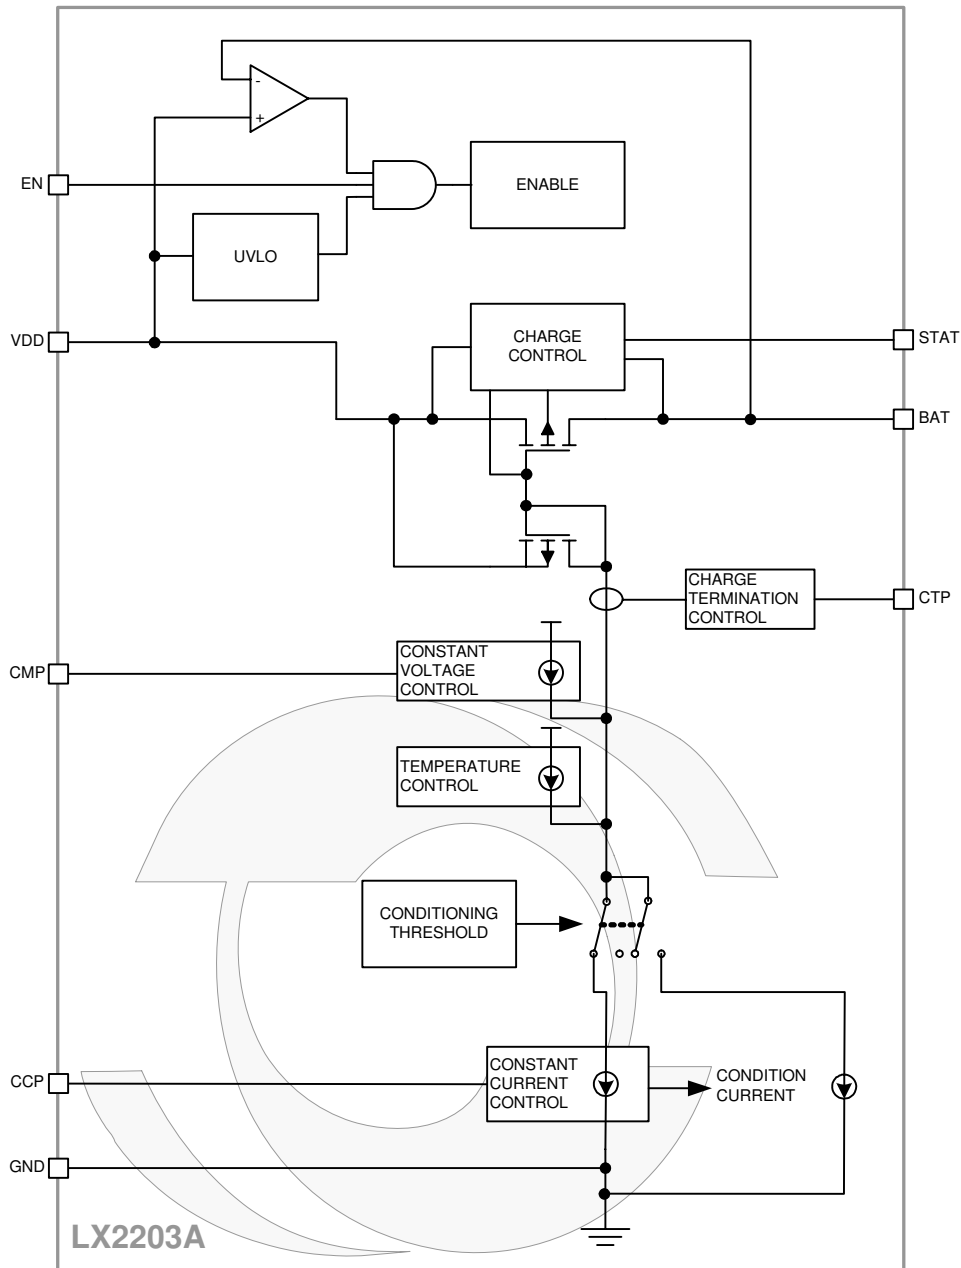 -
+
EN
ENABLE
UVLO
VDD
CHARGE
CONTROL
STAT
BAT
CHARGE
TERMINATION
CONTROL
CTP
CONSTANT
VOLTAGE
CONTROL
CMP
TEMPERATURE
CONTROL
CONDITIONING
THRESHOLD
CCP
CONSTANT
CURRENT
CONTROL
CONDITION
CURRENT
GND
LX2203A